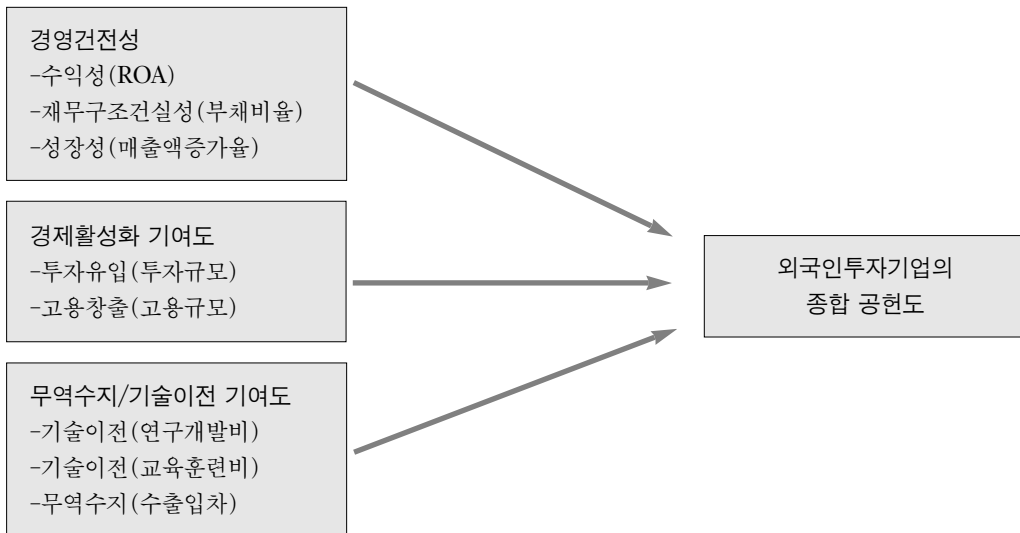 경영건전성
-수익성(ROA)
-재무구조건실성(부채비율)
-성장성(매출액증가율)
경제활성화 기여도
-투자유입(투자규모)
-고용창출(고용규모)
무역수지/기술이전 기여도
-기술이전(연구개발비)
-기술이전(교육훈련비)
-무역수지(수출입차)
외국인투자기업의
종합 공헌도